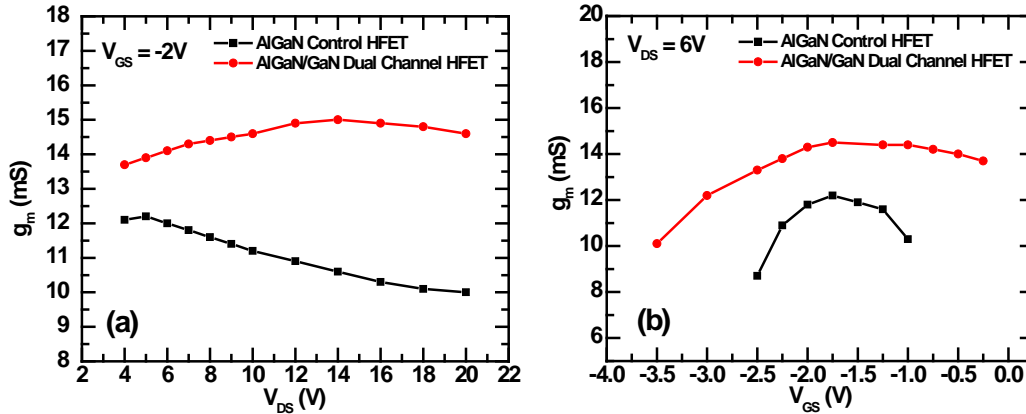 18
17
16
15
14
13
12
11
10
9
8
g_m (mS)
V_GS = -2V
AlGaN Control HFET
AlGaN/GaN Dual Channel HFET
(a)
2 4 6 8 10 12 14 16 18 20 22
V_DS (V)
20
18
16
14
12
10
8
6
g_m (mS)
V_DS = 6V
AlGaN Control HFET
AlGaN/GaN Dual Channel HFET
(b)
-4.0 -3.5 -3.0 -2.5 -2.0 -1.5 -1.0 -0.5 0.0
V_GS (V)